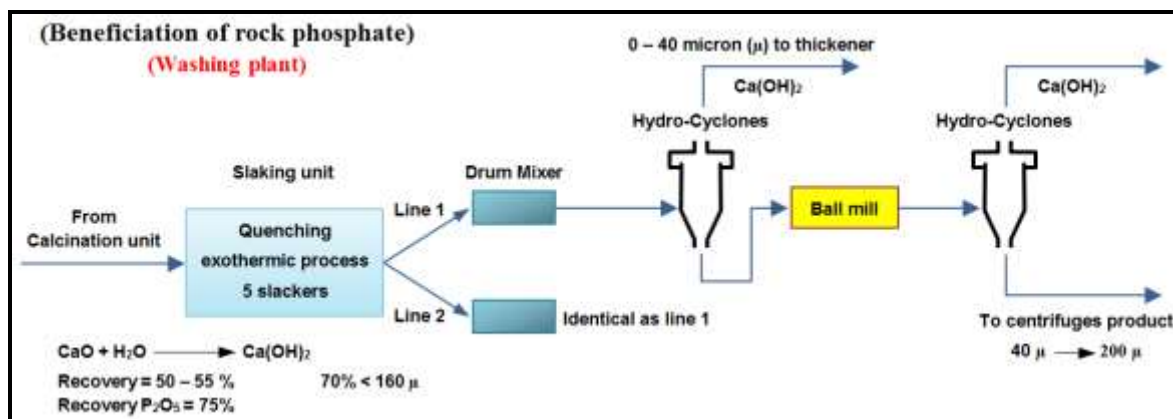 (Beneficiation of rock phosphate)
(Washing plant)
0 – 40 micron (μ) to thickener
Ca(OH)₂
Ca(OH)₂
Hydro-Cyclones
Hydro-Cyclones
Slaking unit
Drum Mixer
From
Calcination unit
Quenching
exothermic process
5 slackers
Line 1
Ball mill
Line 2
Identical as line 1
To centrifuges product
40 μ → 200 μ
CaO + H₂O → Ca(OH)₂
Recovery = 50 – 55 %
70% < 160 μ
Recovery P₂O₅ = 75%